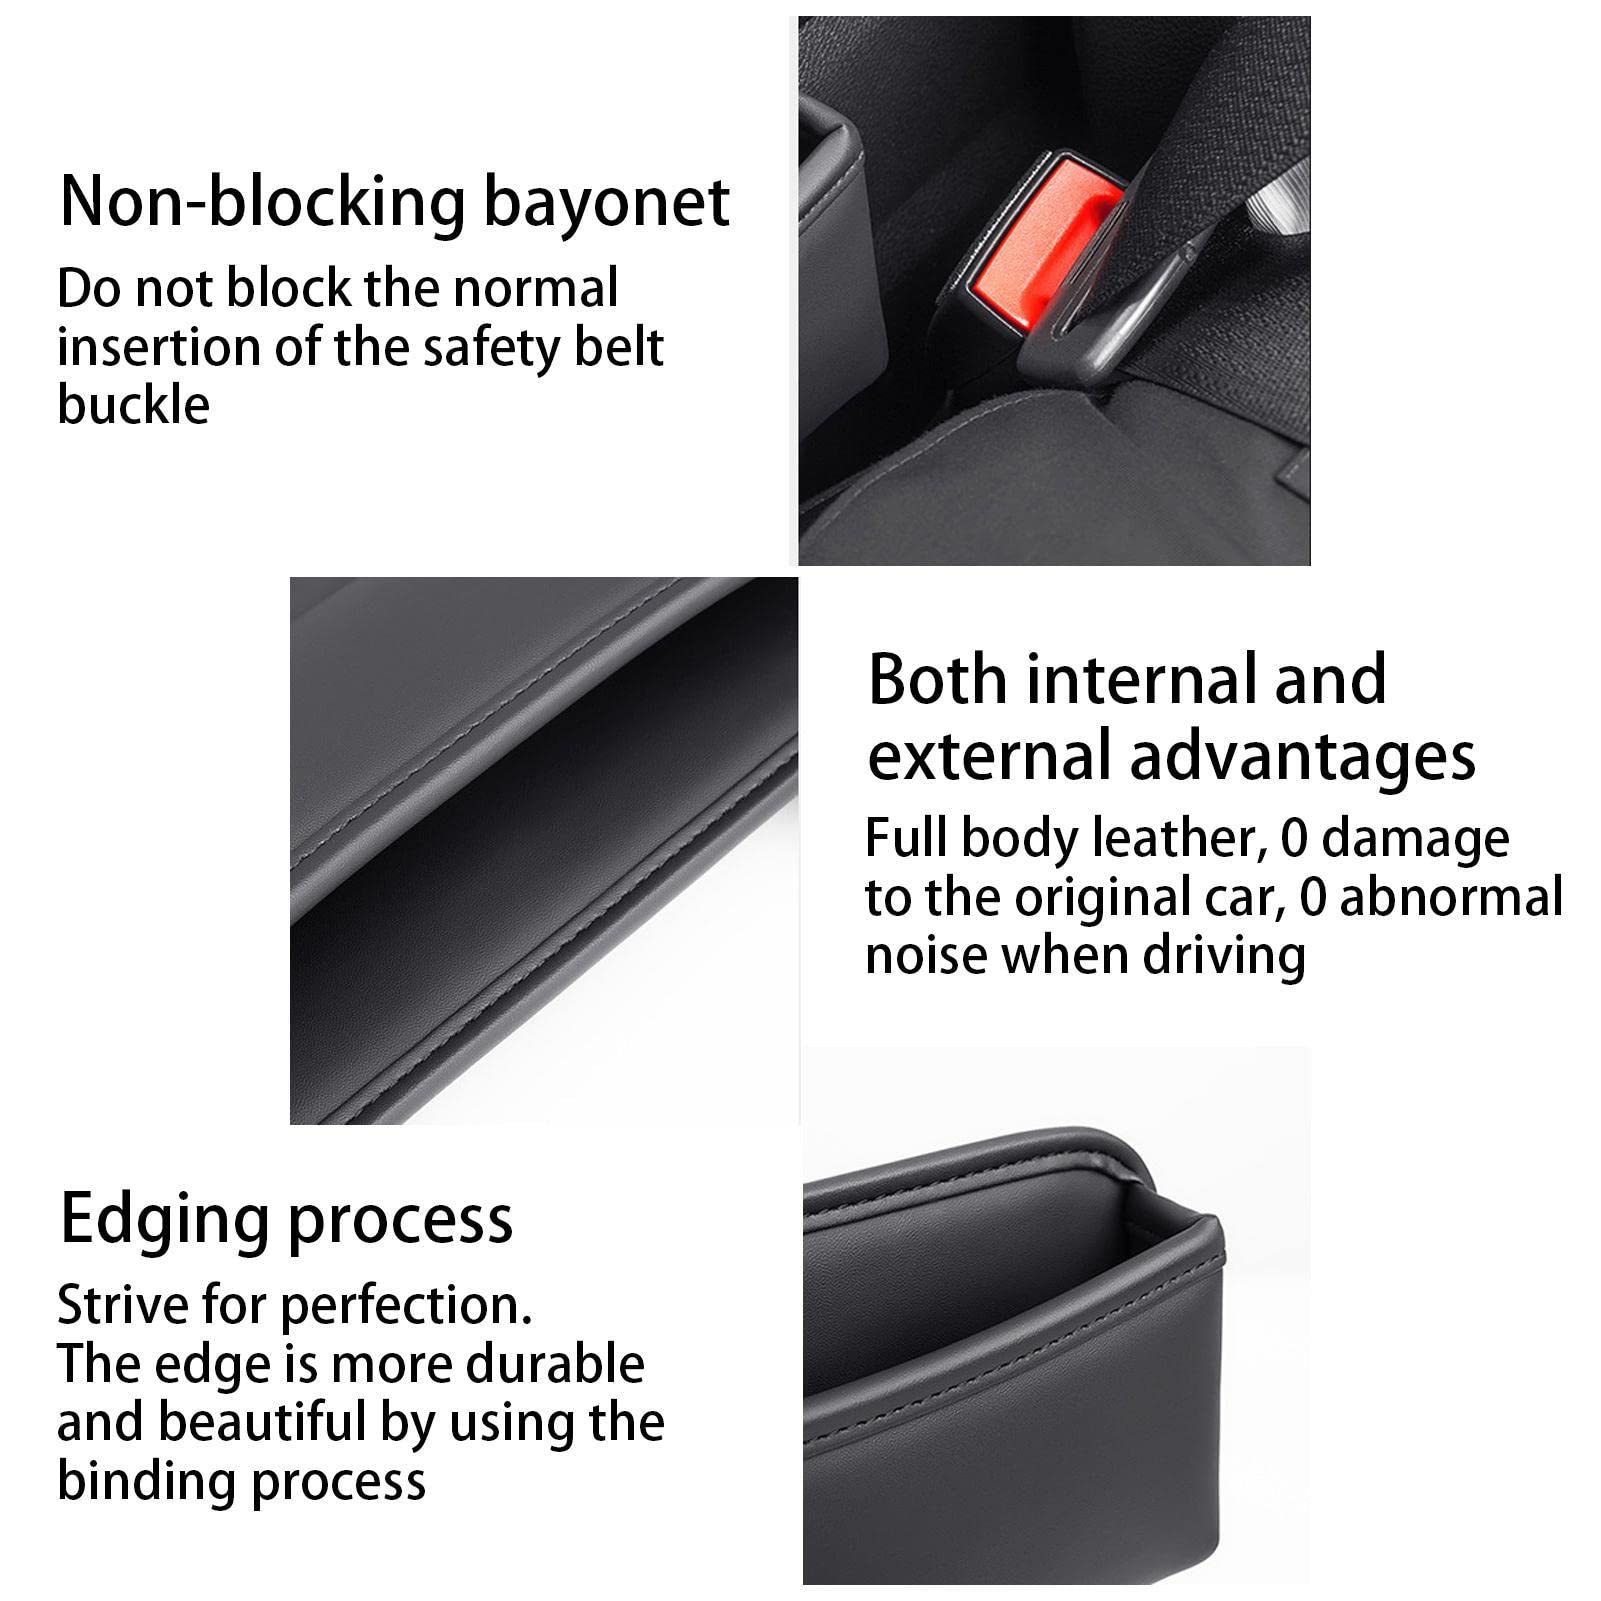 Non-blocking bayonet
Do not block the normal
insertion of the safety belt
buckle
Both internal and
external advantages
Full body leather, 0 damage
to the original car, 0 abnormal
noise when driving
Edging process
Strive for perfection.
The edge is more durable
and beautiful by using the
binding process